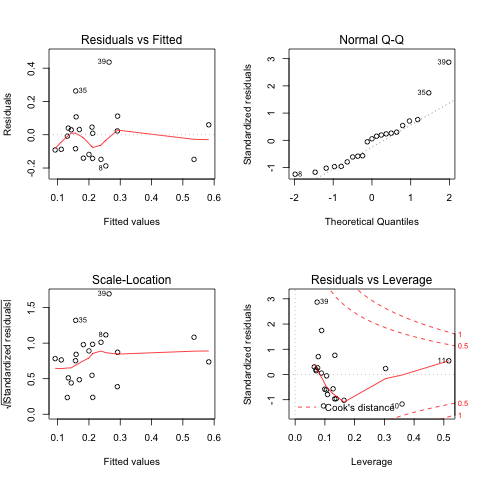 Residuals vs Fitted
Residuals
-0.2 0.0 0.2 0.4
39
35
8
0.1 0.2 0.3 0.4 0.5 0.6
Fitted values
Normal Q-Q
Standardized residuals
-1 0 1 2 3
39
35
8
-2 -1 0 1 2
Theoretical Quantiles
Scale-Location
√|Standardized residuals|
0.0 0.5 1.0 1.5
39
35
8
0.1 0.2 0.3 0.4 0.5 0.6
Fitted values
Residuals vs Leverage
Standardized residuals
-1 0 1 2 3
39
11
10
1
0.5
0.5
1
Cook's distance
0.0 0.1 0.2 0.3 0.4 0.5
Leverage